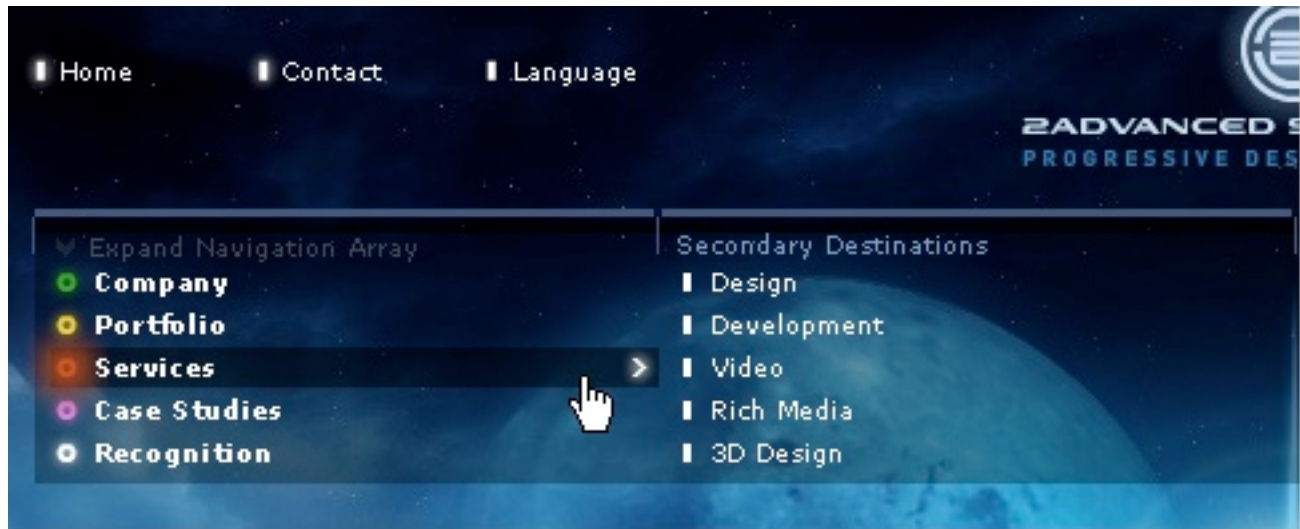 Home Contact Language
2ADVANCED
PROGRESSIVE
Expand Navigation Array
Company
Portfolio
Services
Case Studies
Recognition
Secondary Destinations
Design
Development
Video
Rich Media
3D Design